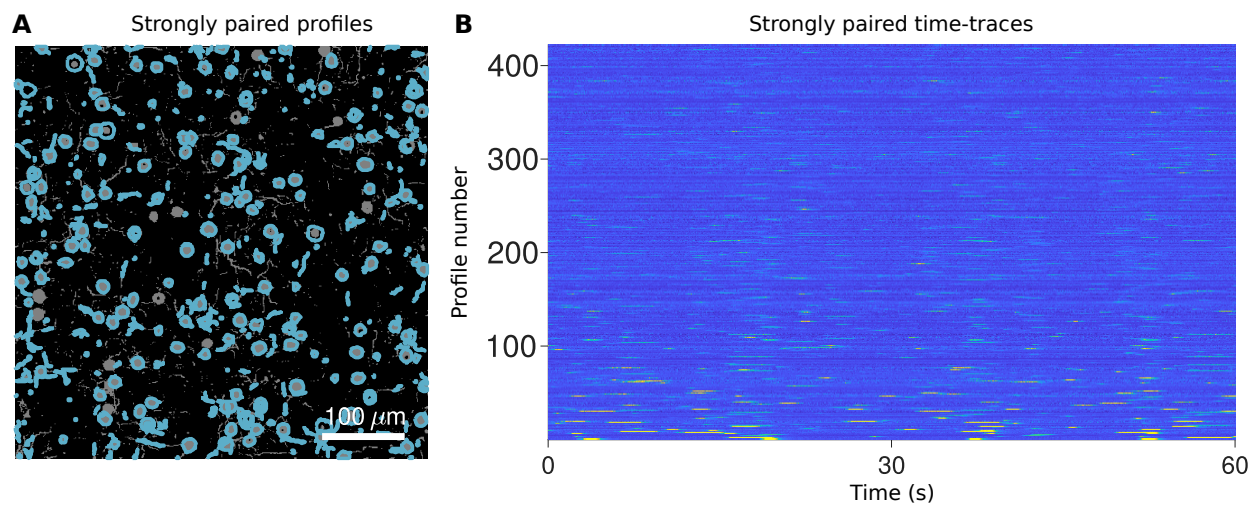 A Strongly paired profiles
100 μm
B Strongly paired time-traces
Profile number
400
300
200
100
0 30 60
Time (s)